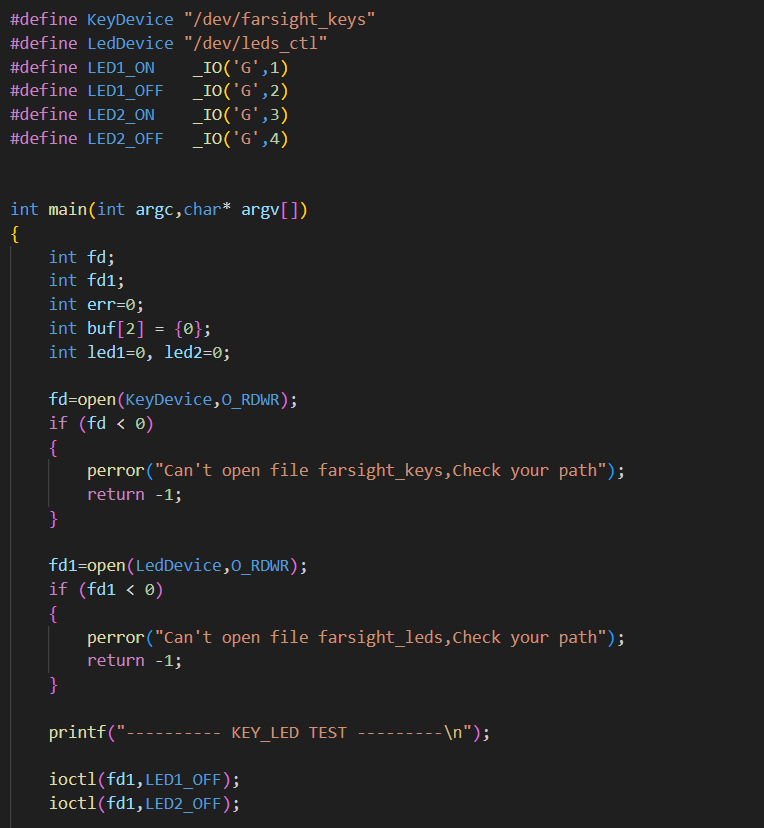 #define KeyDevice "/dev/farsight_keys"
#define LedDevice "/dev/leds_ctl"
#define LED1_ON    _IO('G',1)
#define LED1_OFF   _IO('G',2)
#define LED2_ON    _IO('G',3)
#define LED2_OFF   _IO('G',4)
int main(int argc,char* argv[])
{
    int fd;
    int fd1;
    int err=0;
    int buf[2] = {0};
    int led1=0, led2=0;
    fd=open(KeyDevice,O_RDWR);
    if (fd < 0)
    {
        perror("Can't open file farsight_keys,Check your path");
        return -1;
    }
    fd1=open(LedDevice,O_RDWR);
    if (fd1 < 0)
    {
        perror("Can't open file farsight_leds,Check your path");
        return -1;
    }
    printf("---------- KEY_LED TEST ---------\n");
    ioctl(fd1,LED1_OFF);
    ioctl(fd1,LED2_OFF);